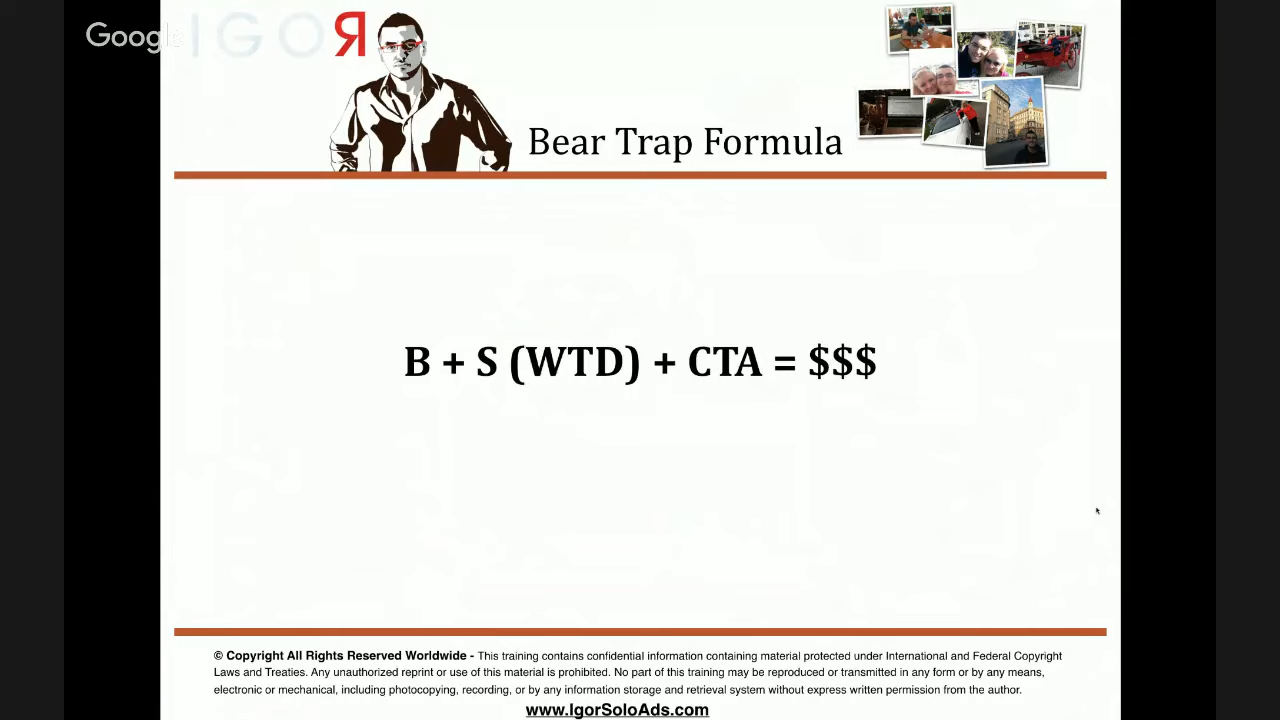 Google
IGOЯ
Bear Trap Formula
B + S (WTD) + CTA = $$$
© Copyright All Rights Reserved Worldwide - This training contains confidential information containing material protected under International and Federal Copyright
Laws and Treaties. Any unauthorized reprint or use of this material is prohibited. No part of this training may be reproduced or transmitted in any form or by any means,
electronic or mechanical, including photocopying, recording, or by any information storage and retrieval system without express written permission from the author.
www.IgorSoloAds.com